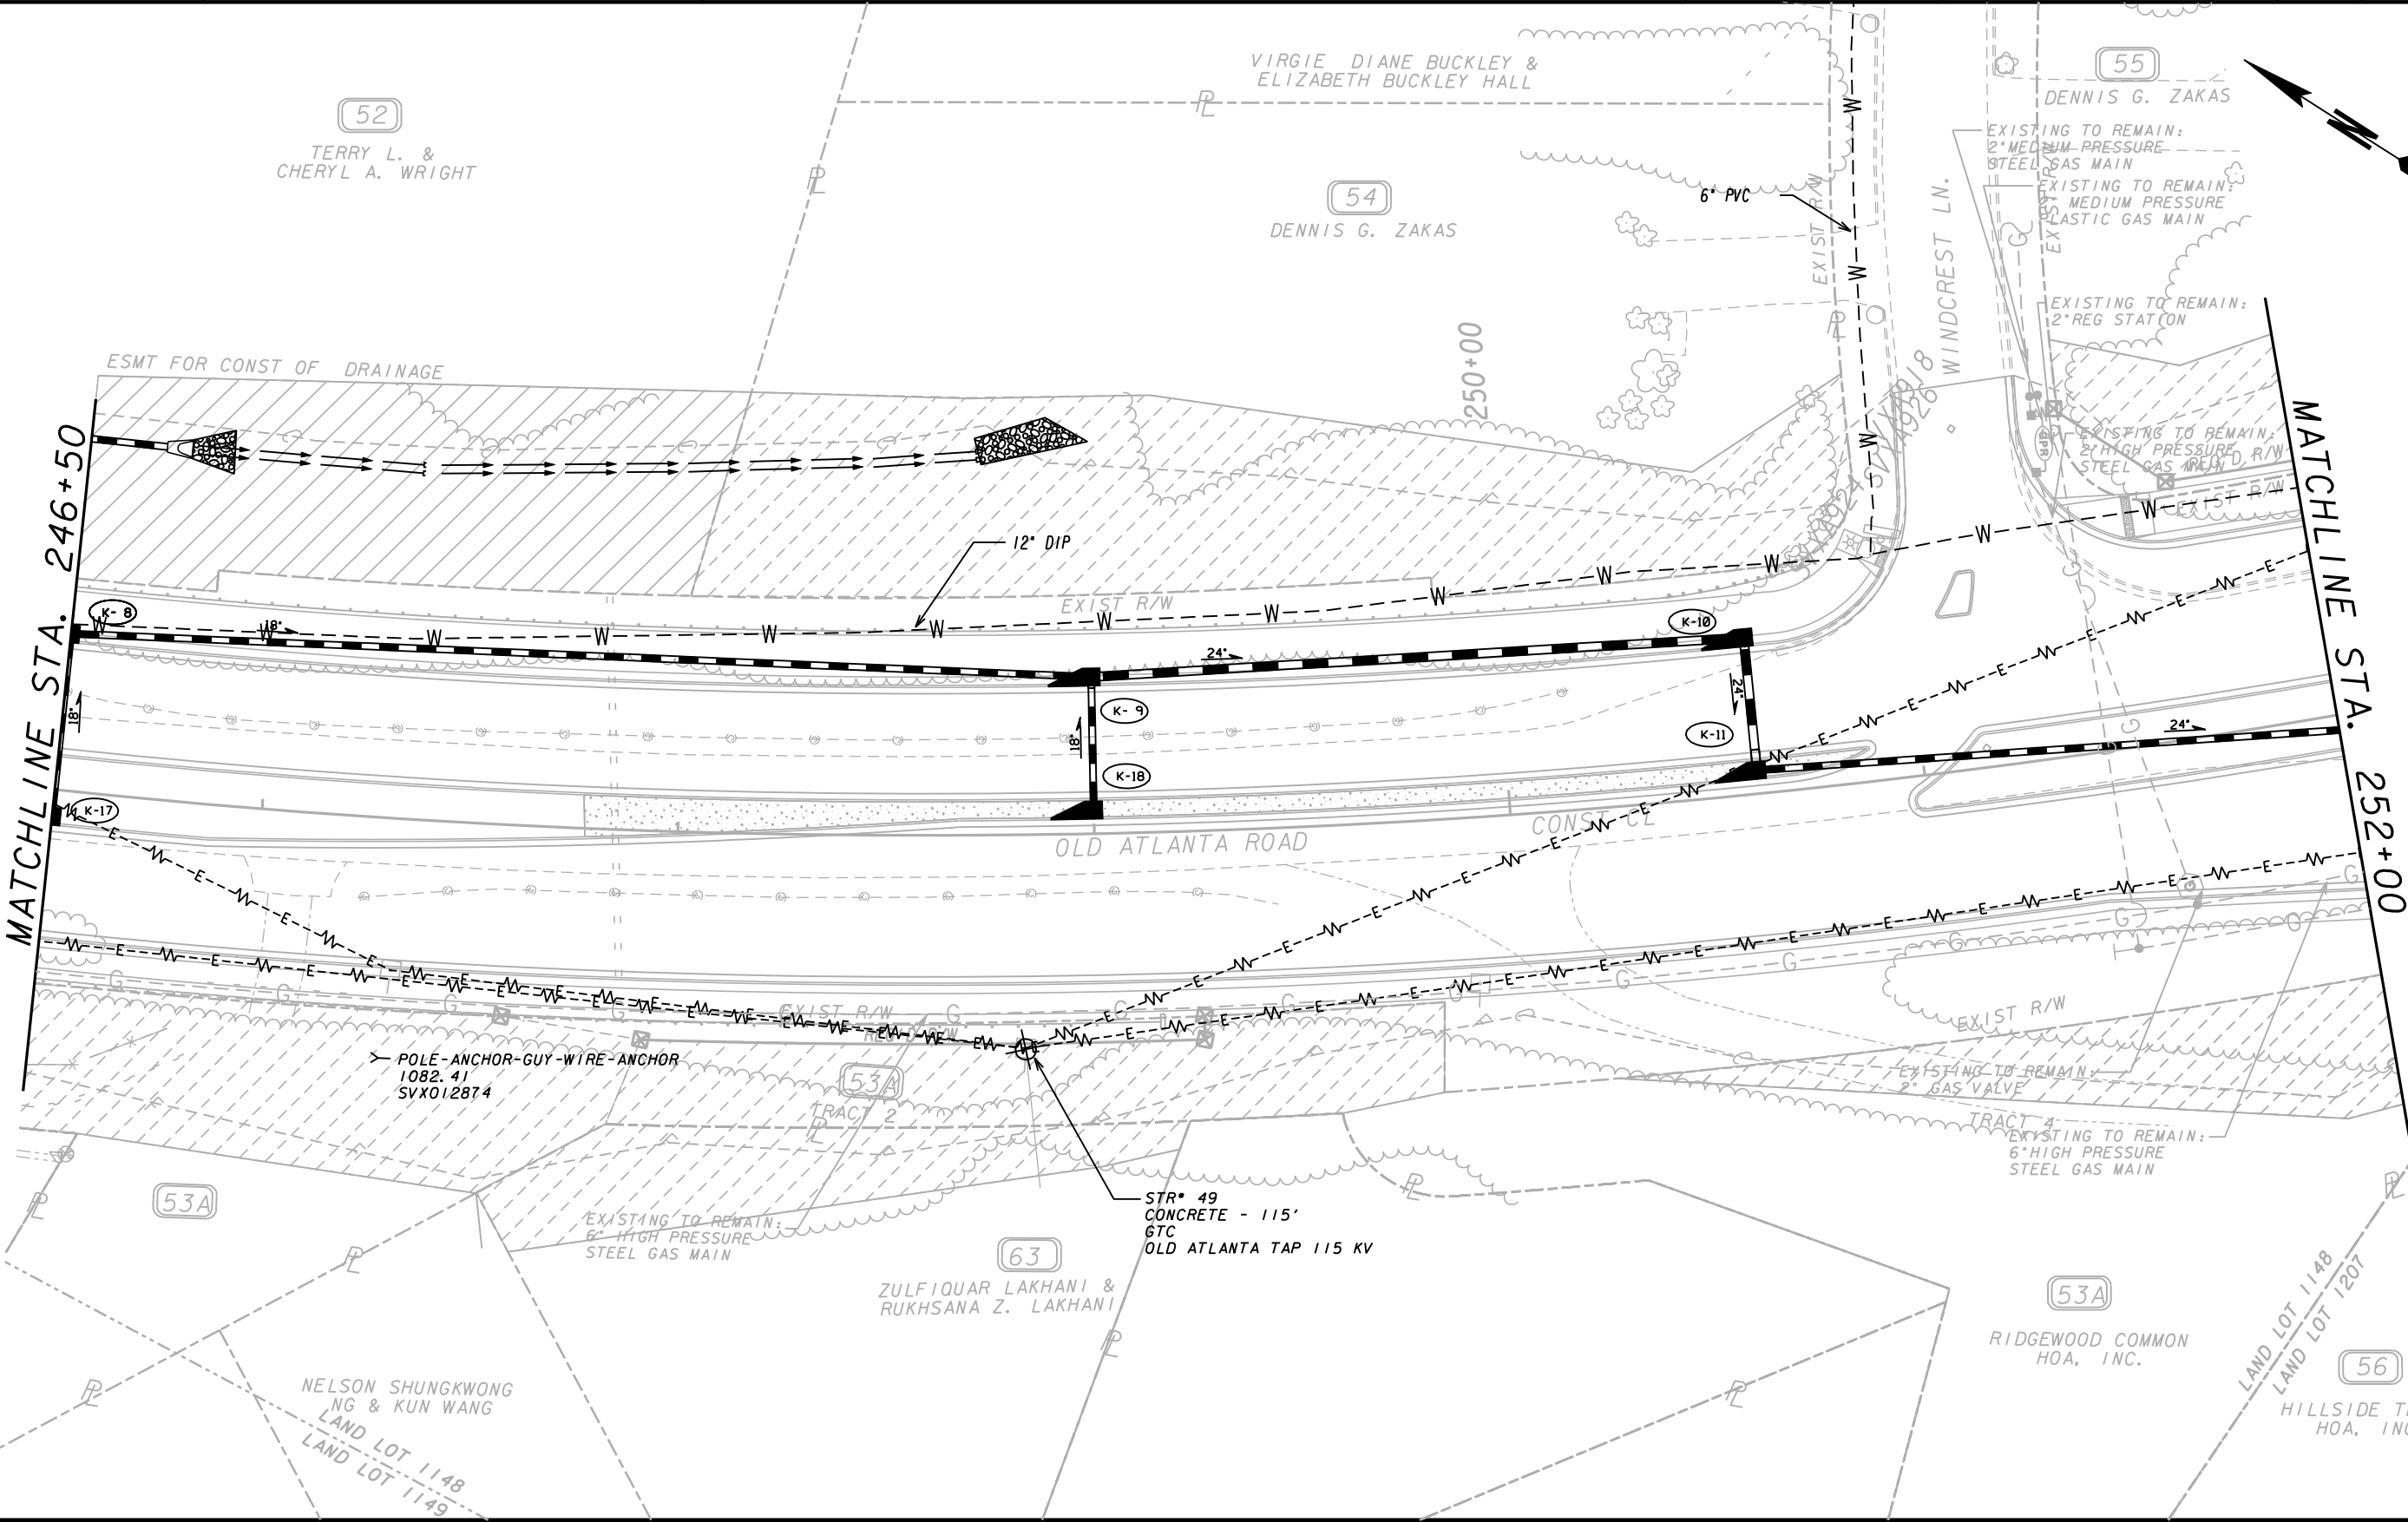 VIRGIE DIANE BUCKLEY &
ELIZABETH BUCKLEY HALL
52
TERRY L. &
CHERYL A. WRIGHT
54
DENNIS G. ZAKAS
55
DENNIS G. ZAKAS
N
6" PVC
EXIST R/W
WINDCREST LN.
EXIST R/W
EXISTING TO REMAIN:
2" MEDIUM PRESSURE
STEEL GAS MAIN
EXISTING TO REMAIN:
MEDIUM PRESSURE
PLASTIC GAS MAIN
EXISTING TO REMAIN:
2" REG STATION
EXISTING TO REMAIN:
2" HIGH PRESSURE
STEEL GAS MAIN
REQ'D R/W
EXIST R/W
GPR
ESMT FOR CONST OF DRAINAGE
250+00
MATCHLINE STA. 246+50
MATCHLINE STA. 252+00
12" DIP
EXIST R/W
K-8
18"
18"
K-17
24"
K-10
K-9
18"
K-18
24"
K-11
24"
OLD ATLANTA ROAD
CONST CL
EXIST R/W
REQ'D R/W
EXIST R/W
POLE-ANCHOR-GUY-WIRE-ANCHOR
1082.41
SVX012874
53A
TRACT 2
EXISTING TO REMAIN:
2" GAS VALVE
TRACT 4
EXISTING TO REMAIN:
6" HIGH PRESSURE
STEEL GAS MAIN
53A
EXISTING TO REMAIN:
6" HIGH PRESSURE
STEEL GAS MAIN
STR# 49
CONCRETE - 115'
GTC
OLD ATLANTA TAP 115 KV
63
ZULFIQUAR LAKHANI &
RUKHSANA Z. LAKHANI
53A
RIDGEWOOD COMMON
HOA, INC.
LAND LOT 1148
LAND LOT 1207
56
HILLSIDE
HOA, INC
NELSON SHUNGKWONG
NG & KUN WANG
LAND LOT 1148
LAND LOT 1149